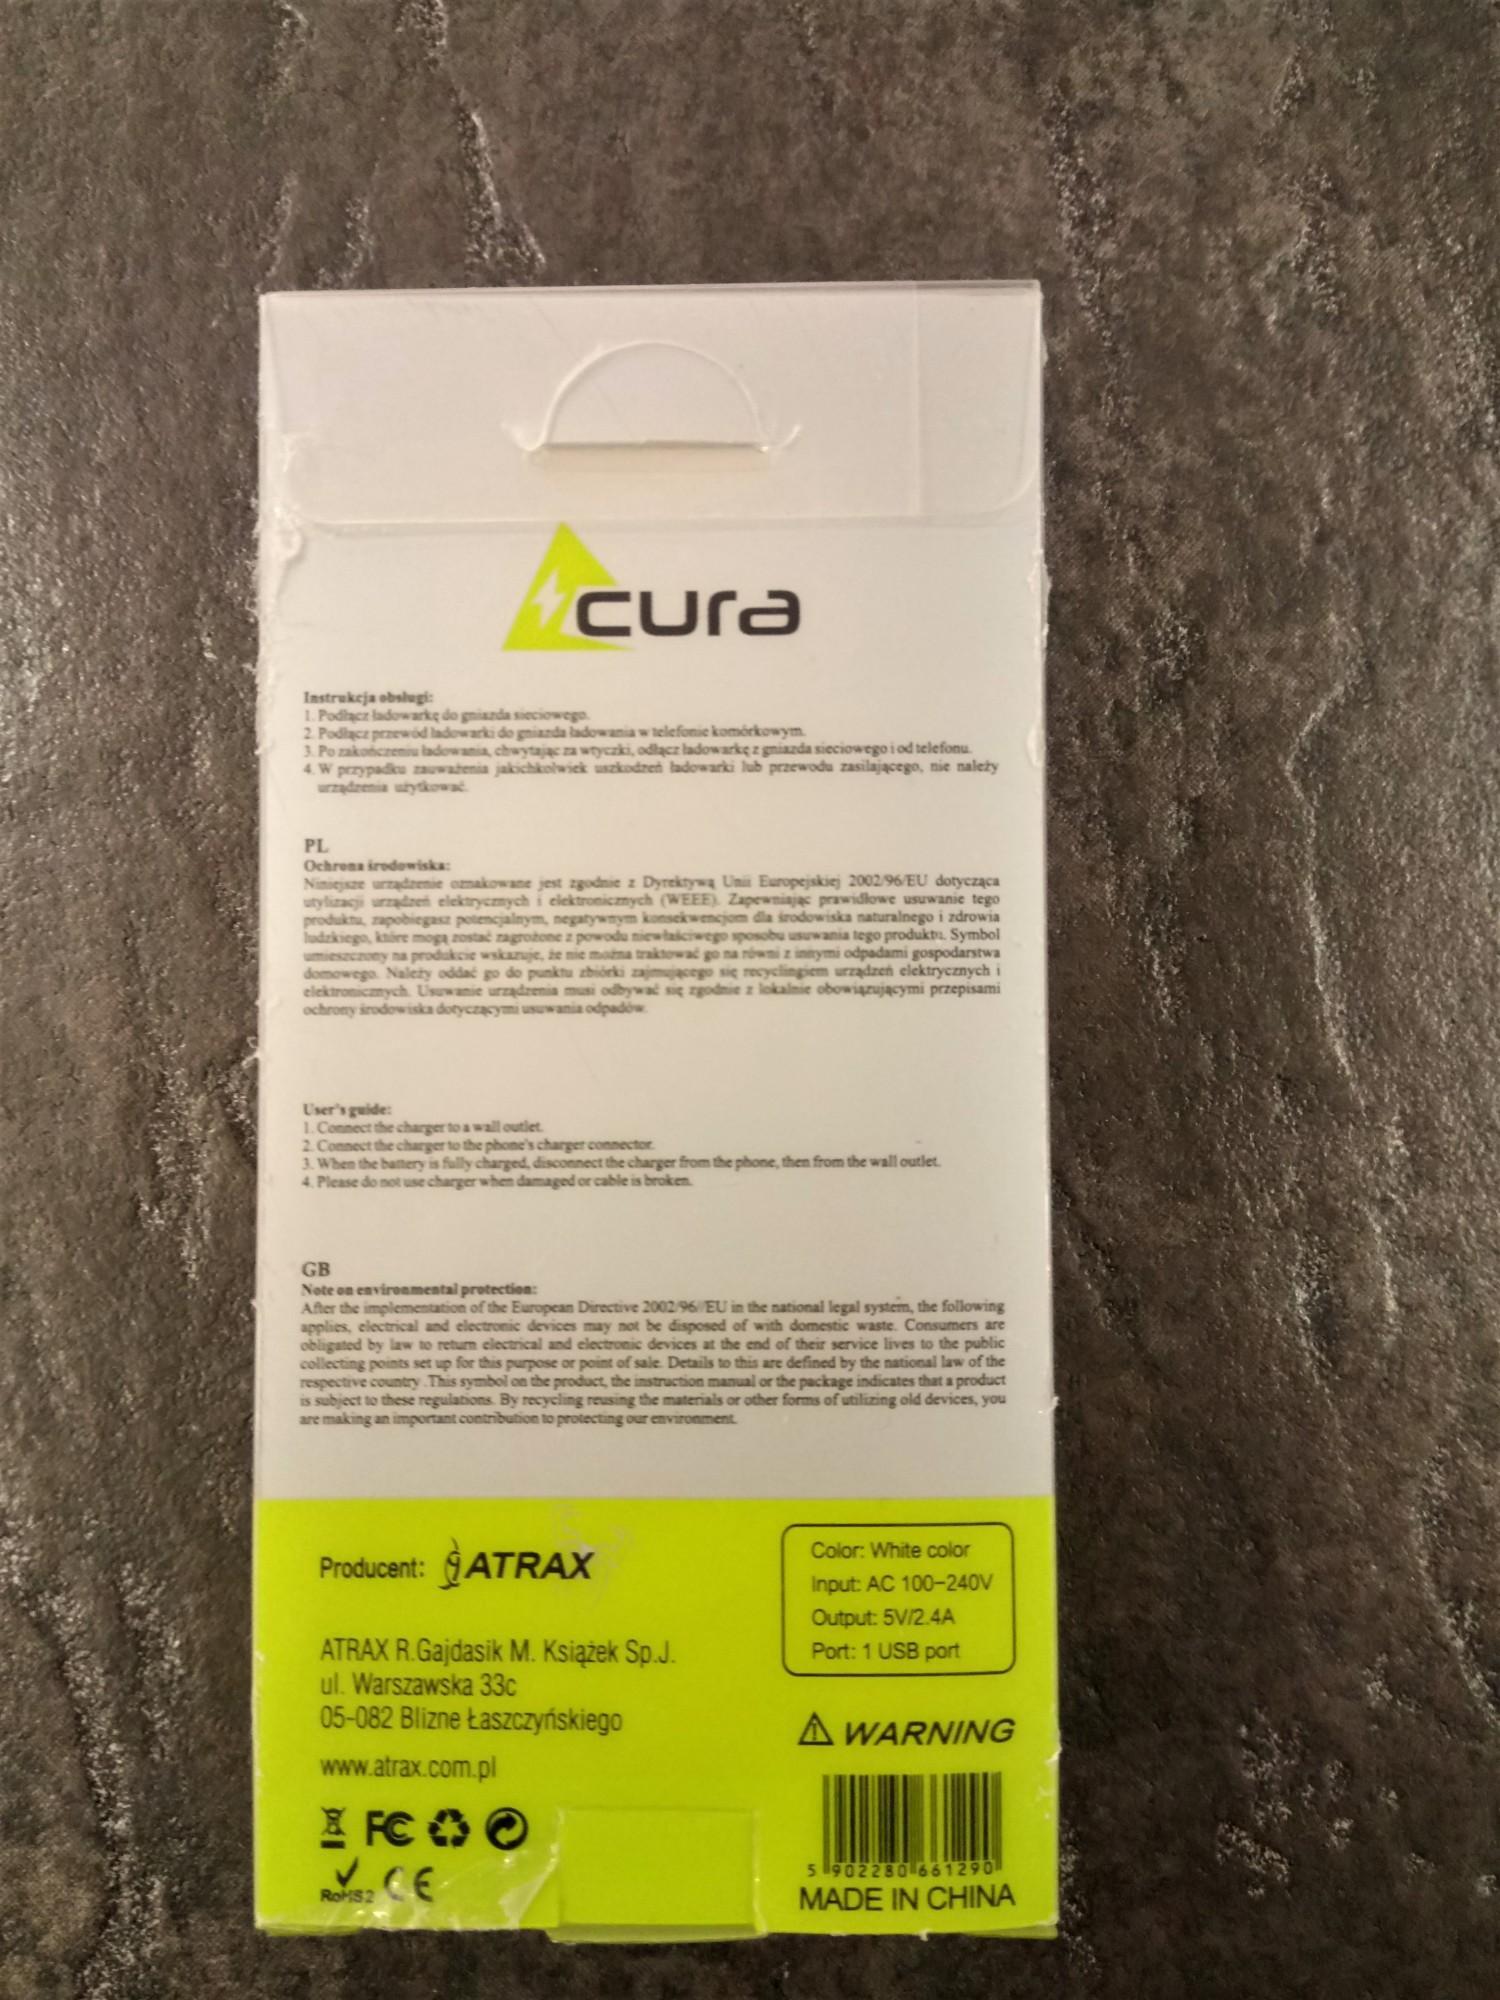 cura
Instrukcja obsługi:
1. Podłącz ładowarkę do gniazda sieciowego.
2. Podłącz przewód ładowarki do gniazda ładowania w telefonie komórkowym.
3. Po zakończeniu ładowania, chwytając za wtyczki, odłącz ładowarkę z gniazda sieciowego i od telefonu.
4. W przypadku zauważenia jakichkolwiek uszkodzeń ładowarki lub przewodu zasilającego, nie należy
urządzenia użytkować.
PL
Ochrona środowiska:
Niniejsze urządzenie oznakowane jest zgodnie z Dyrektywą Unii Europejskiej 2002/96/EU dotycząca
utylizacji urządzeń elektrycznych i elektronicznych (WEEE). Zapewniając prawidłowe usuwanie tego
produktu, zapobiegasz potencjalnym, negatywnym konsekwencjom dla środowiska naturalnego i zdrowia
ludzkiego, które mogą zostać zagrożone z powodu niewłaściwego sposobu usuwania tego produktu. Symbol
umieszczony na produkcie wskazuje, że nie można traktować go na równi z innymi odpadami gospodarstwa
domowego. Należy oddać go do punktu zbiórki zajmującego się recyclingiem urządzeń elektrycznych i
elektronicznych. Usuwanie urządzenia musi odbywać się zgodnie z lokalnie obowiązującymi przepisami
ochrony środowiska dotyczącymi usuwania odpadów.
User's guide:
1. Connect the charger to a wall outlet.
2. Connect the charger to the phone's charger connector.
3. When the battery is fully charged, disconnect the charger from the phone, then from the wall outlet.
4. Please do not use charger when damaged or cable is broken.
GB
Note on environmental protection:
After the implementation of the European Directive 2002/96//EU in the national legal system, the following
applies, electrical and electronic devices may not be disposed of with domestic waste. Consumers are
obligated by law to return electrical and electronic devices at the end of their service lives to the public
collecting points set up for this purpose or point of sale. Details to this are defined by the national law of the
respective country .This symbol on the product, the instruction manual or the package indicates that a product
is subject to these regulations. By recycling reusing the materials or other forms of utilizing old devices, you
are making an important contribution to protecting our environment.
Producent: ATRAX
ATRAX R.Gajdasik M. Książek Sp.J.
ul. Warszawska 33c
05-082 Blizne Łaszczyńskiego
www.atrax.com.pl
FC
RoHS2 CE
Color: White color
Input: AC 100-240V
Output: 5V/2.4A
Port: 1 USB port
WARNING
5 902280 661290
MADE IN CHINA